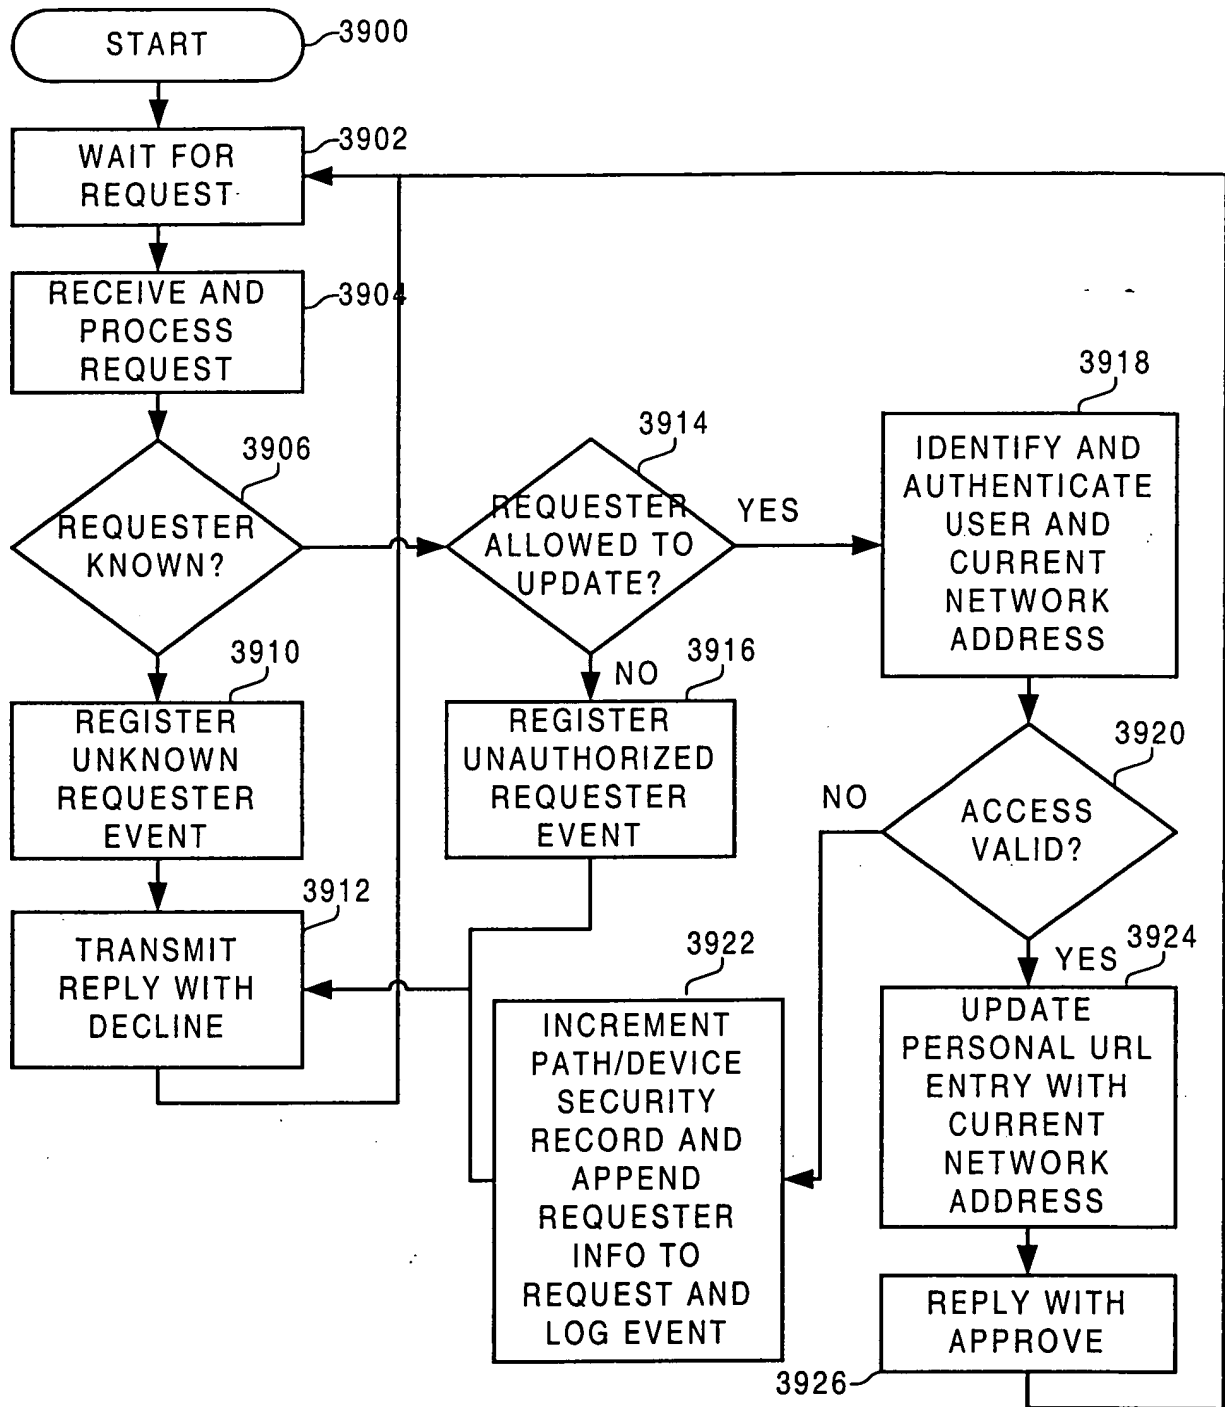 START
3900
WAIT FOR
REQUEST
3902
RECEIVE AND
PROCESS
REQUEST
3904
REQUESTER
KNOWN?
3906
REGISTER
UNKNOWN
REQUESTER
EVENT
3910
TRANSMIT
REPLY WITH
DECLINE
3912
REQUESTER
ALLOWED TO
UPDATE?
3914
YES
NO
REGISTER
UNAUTHORIZED
REQUESTER
EVENT
3916
IDENTIFY AND
AUTHENTICATE
USER AND
CURRENT
NETWORK
ADDRESS
3918
ACCESS
VALID?
3920
NO
YES
INCREMENT
PATH/DEVICE
SECURITY
RECORD AND
APPEND
REQUESTER
INFO TO
REQUEST AND
LOG EVENT
3922
UPDATE
PERSONAL URL
ENTRY WITH
CURRENT
NETWORK
ADDRESS
3924
REPLY WITH
APPROVE
3926